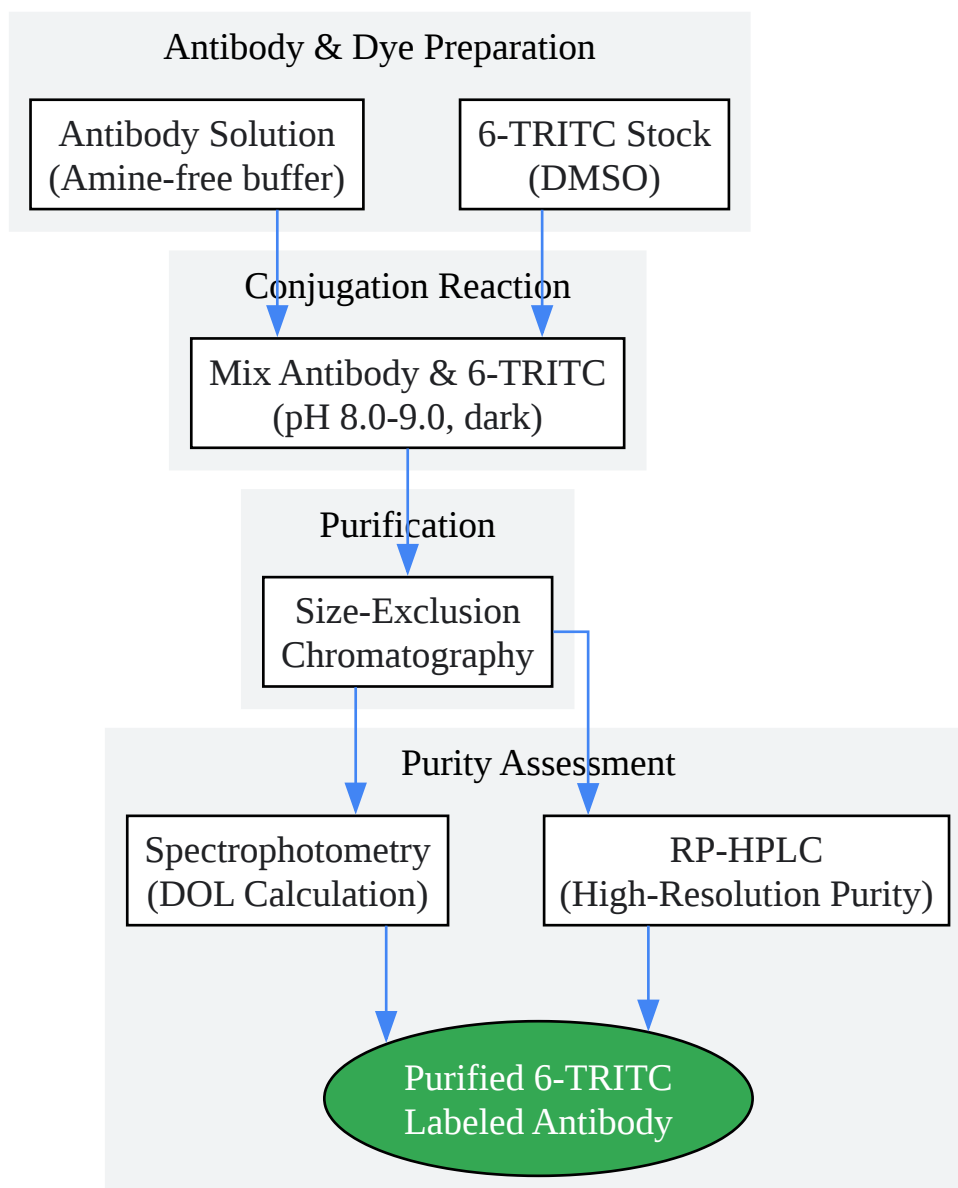 Antibody & Dye Preparation
Antibody Solution
(Amine-free buffer)
6-TRITC Stock
(DMSO)
Conjugation Reaction
Mix Antibody & 6-TRITC
(pH 8.0-9.0, dark)
Purification
Size-Exclusion
Chromatography
Purity Assessment
Spectrophotometry
(DOL Calculation)
RP-HPLC
(High-Resolution Purity)
Purified 6-TRITC
Labeled Antibody